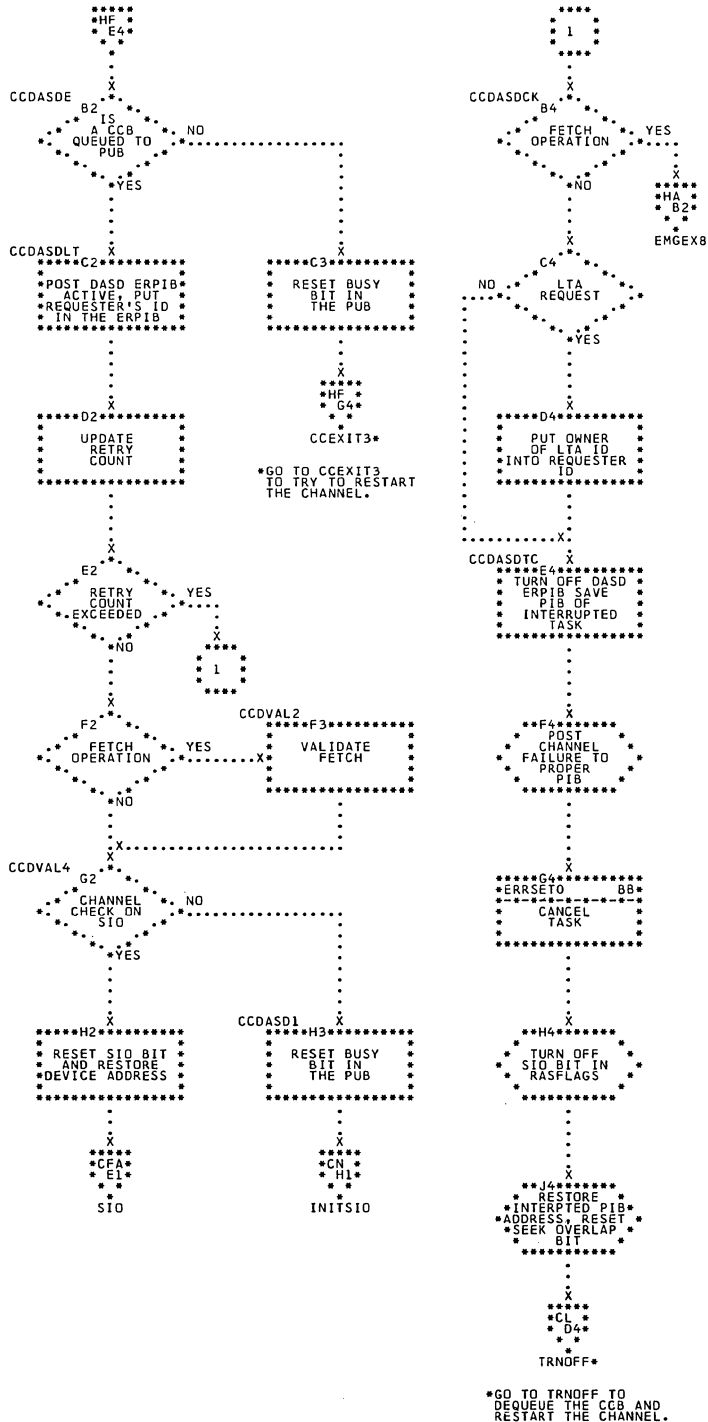 HF
E4
CCDASDE
B2
IS
A CCB
QUEUED TO
PUB
NO
YES
CCDASDLT
C2
POST DASD ERPIB
ACTIVE, PUT
REQUESTER'S ID
IN THE ERPIB
C3
RESET BUSY
BIT IN
THE PUB
HF
G4
CCEXIT3*
*GO TO CCEXIT3
TO TRY TO RESTART
THE CHANNEL.
D2
UPDATE
RETRY
COUNT
E2
RETRY
COUNT
EXCEEDED
YES
NO
1
F2
FETCH
OPERATION
YES
NO
CCDVAL2
F3
VALIDATE
FETCH
CCDVAL4
G2
CHANNEL
CHECK ON
SIO
NO
YES
H2
RESET SIO BIT
AND RESTORE
DEVICE ADDRESS
CFA
E1
SIO
CCDASD1
H3
RESET BUSY
BIT IN
THE PUB
CN
H1
INITSIO
1
CCDASDCK
B4
FETCH
OPERATION
YES
NO
HA
B2
EMGEX8
C4
LTA
REQUEST
NO
YES
D4
PUT OWNER
OF LTA ID
INTO REQUESTER
ID
CCDASDTC
E4
TURN OFF DASD
ERPIB SAVE
PIB OF
INTERRUPTED
TASK
F4
POST
CHANNEL
FAILURE TO
PROPER
PIB
G4
ERRSETO BB
CANCEL
TASK
H4
TURN OFF
SIO BIT IN
RASFLAGS
J4
RESTORE
INTERPTED PIB
ADDRESS, RESET
SEEK OVERLAP
BIT
CL
D4
TRNOFF*
*GO TO TRNOFF TO
DEQUEUE THE CCB AND
RESTART THE CHANNEL.